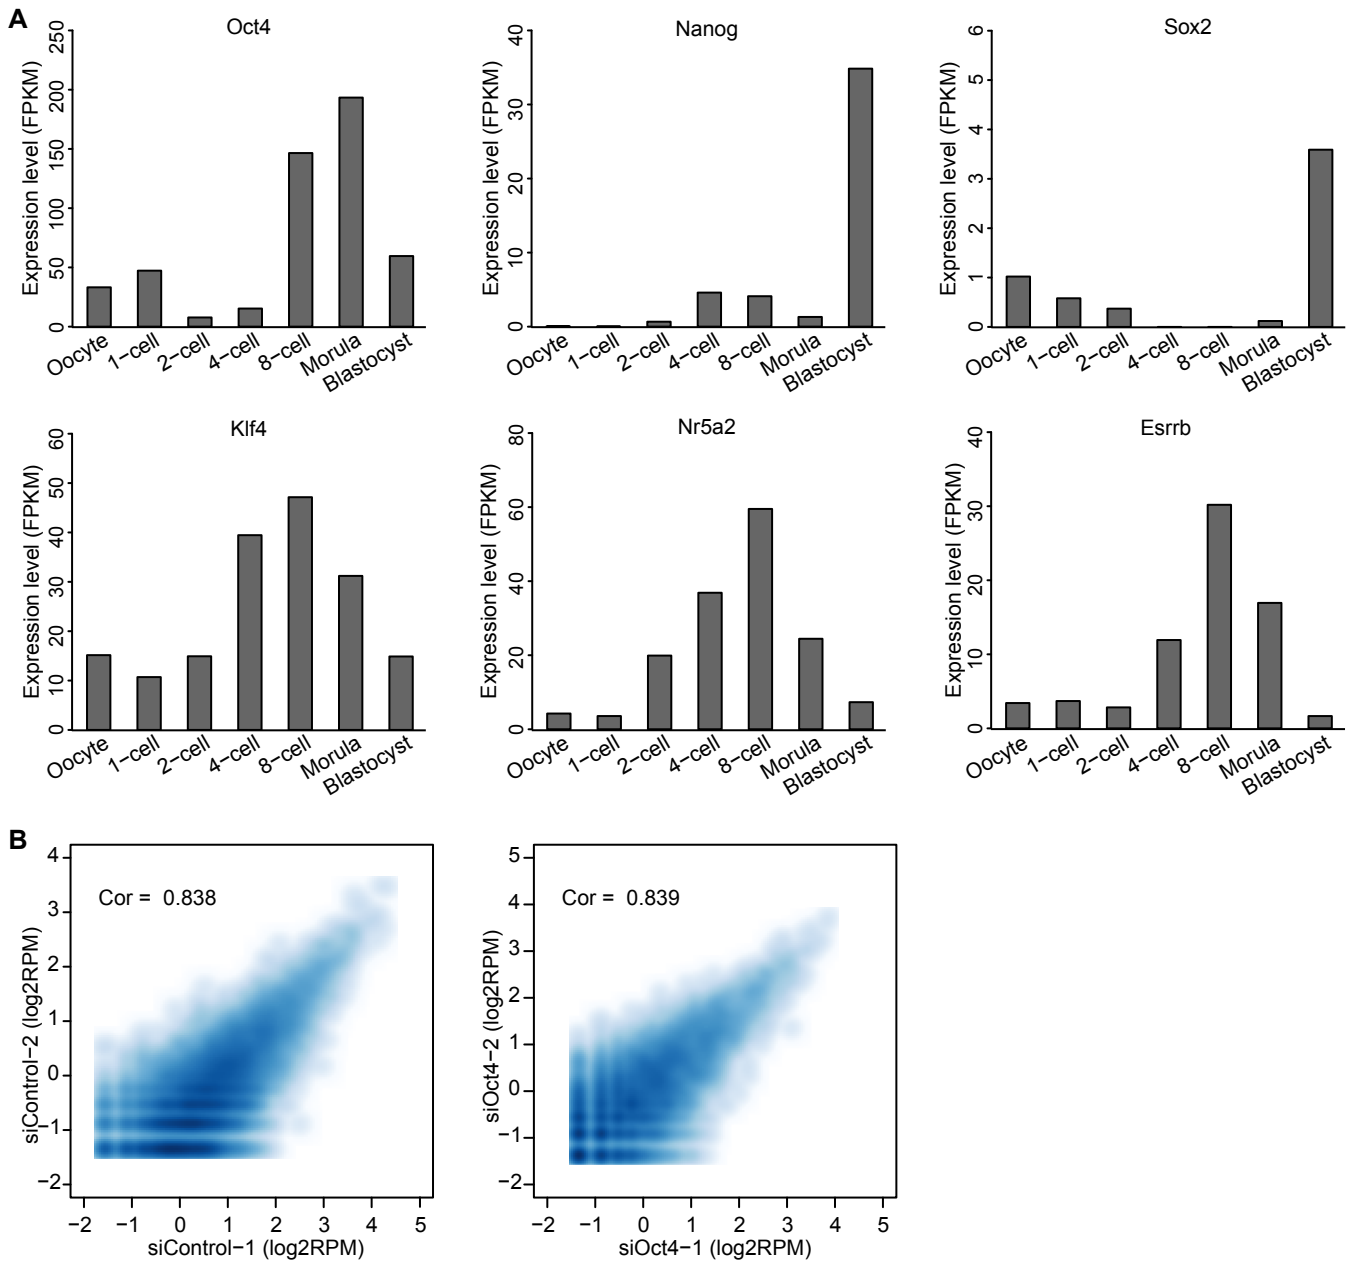 A
Oct4
Expression level (FPKM)
0 50 100 150 200 250
Oocyte 1−cell 2−cell 4−cell 8−cell Morula Blastocyst
Nanog
Expression level (FPKM)
0 10 20 30 40
Oocyte 1−cell 2−cell 4−cell 8−cell Morula Blastocyst
Sox2
Expression level (FPKM)
0 1 2 3 4 5 6
Oocyte 1−cell 2−cell 4−cell 8−cell Morula Blastocyst
Klf4
Expression level (FPKM)
0 10 20 30 40 50 60
Oocyte 1−cell 2−cell 4−cell 8−cell Morula Blastocyst
Nr5a2
Expression level (FPKM)
0 20 40 60 80
Oocyte 1−cell 2−cell 4−cell 8−cell Morula Blastocyst
Esrrb
Expression level (FPKM)
0 10 20 30 40
Oocyte 1−cell 2−cell 4−cell 8−cell Morula Blastocyst
B
Cor = 0.838
siControl−2 (log2RPM)
4
3
2
1
0
−1
−2
−2 −1 0 1 2 3 4 5
siControl−1 (log2RPM)
Cor = 0.839
siOct4−2 (log2RPM)
5
4
3
2
1
0
−1
−2
−2 −1 0 1 2 3 4 5
siOct4−1 (log2RPM)